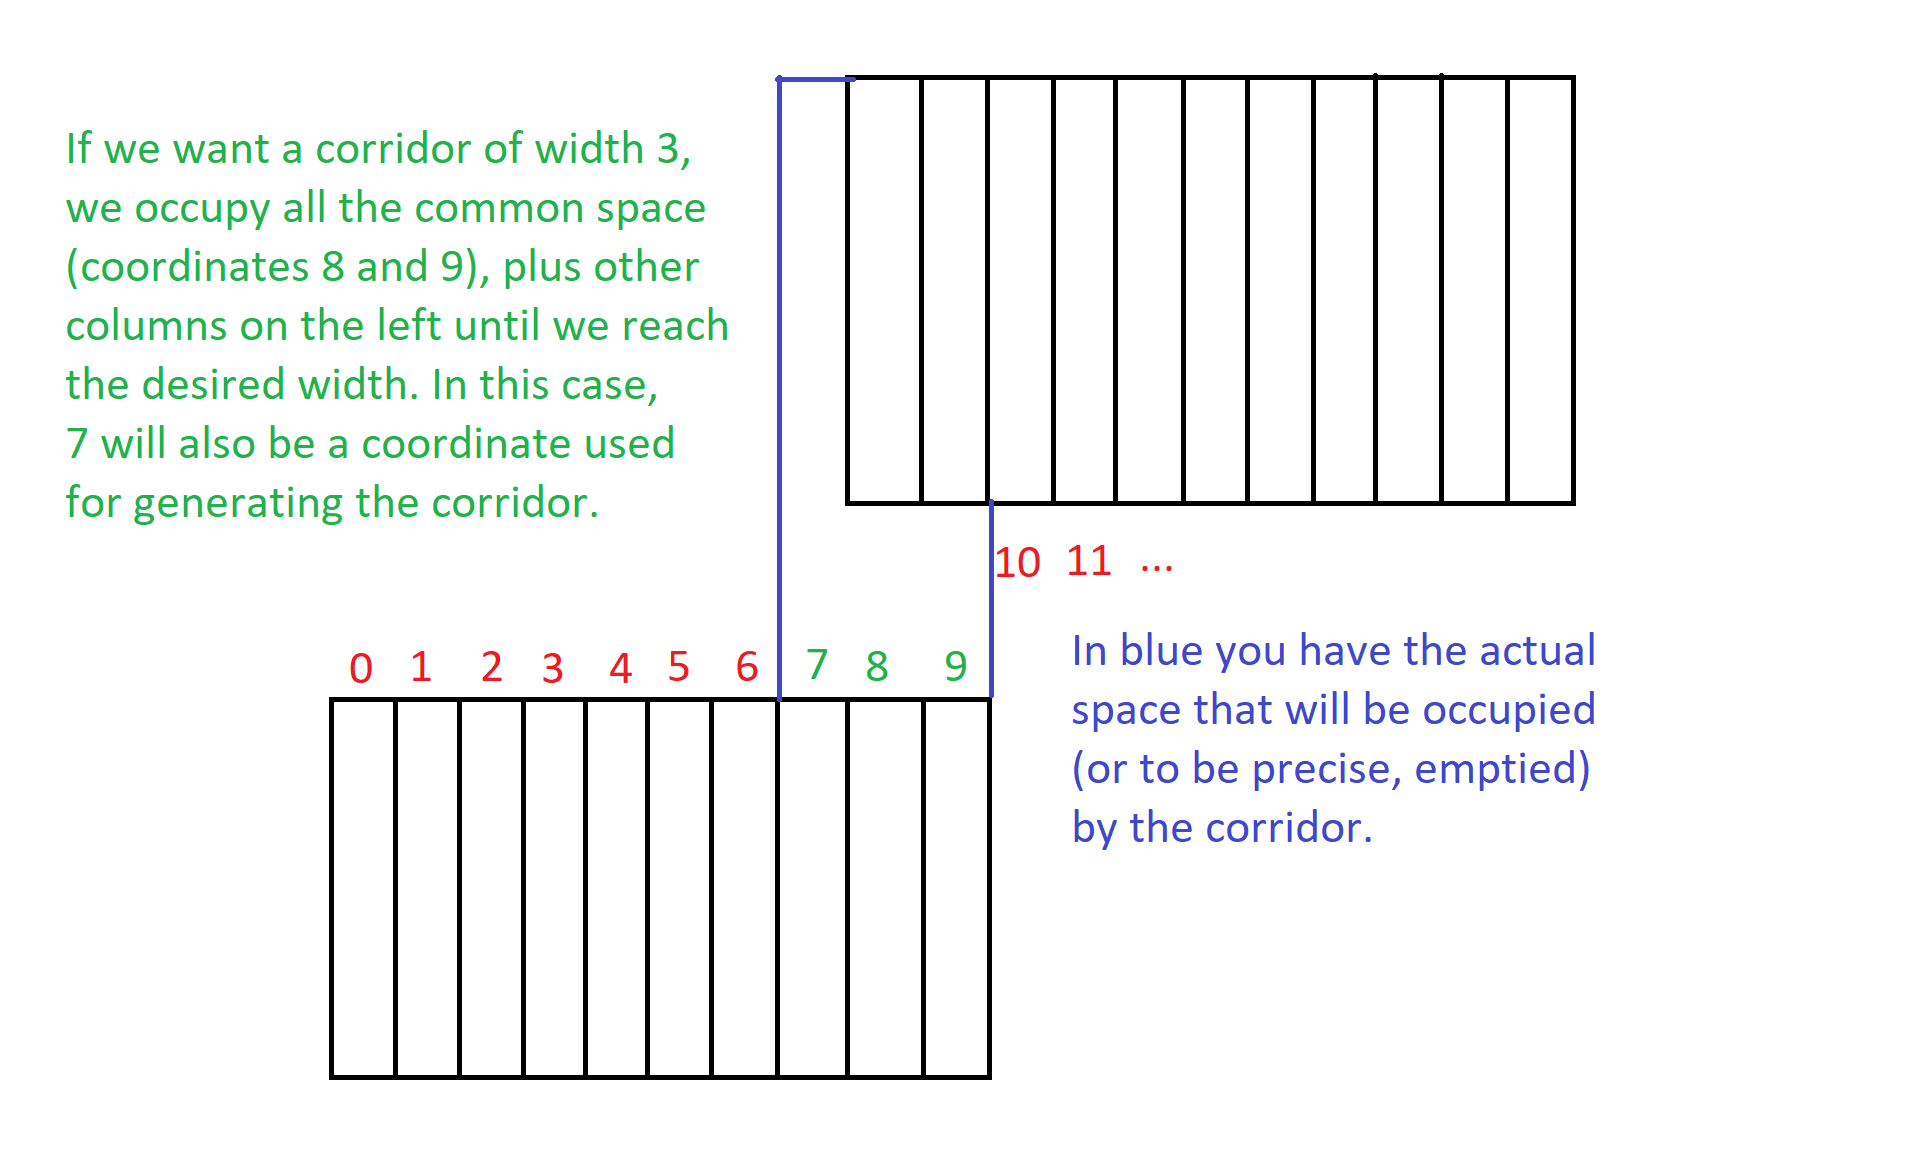 If we want a corridor of width 3,
we occupy all the common space
(coordinates 8 and 9), plus other
columns on the left until we reach
the desired width. In this case,
7 will also be a coordinate used
for generating the corridor.
10 11 ...
0 1 2 3 4 5 6 7 8 9
In blue you have the actual
space that will be occupied
(or to be precise, emptied)
by the corridor.